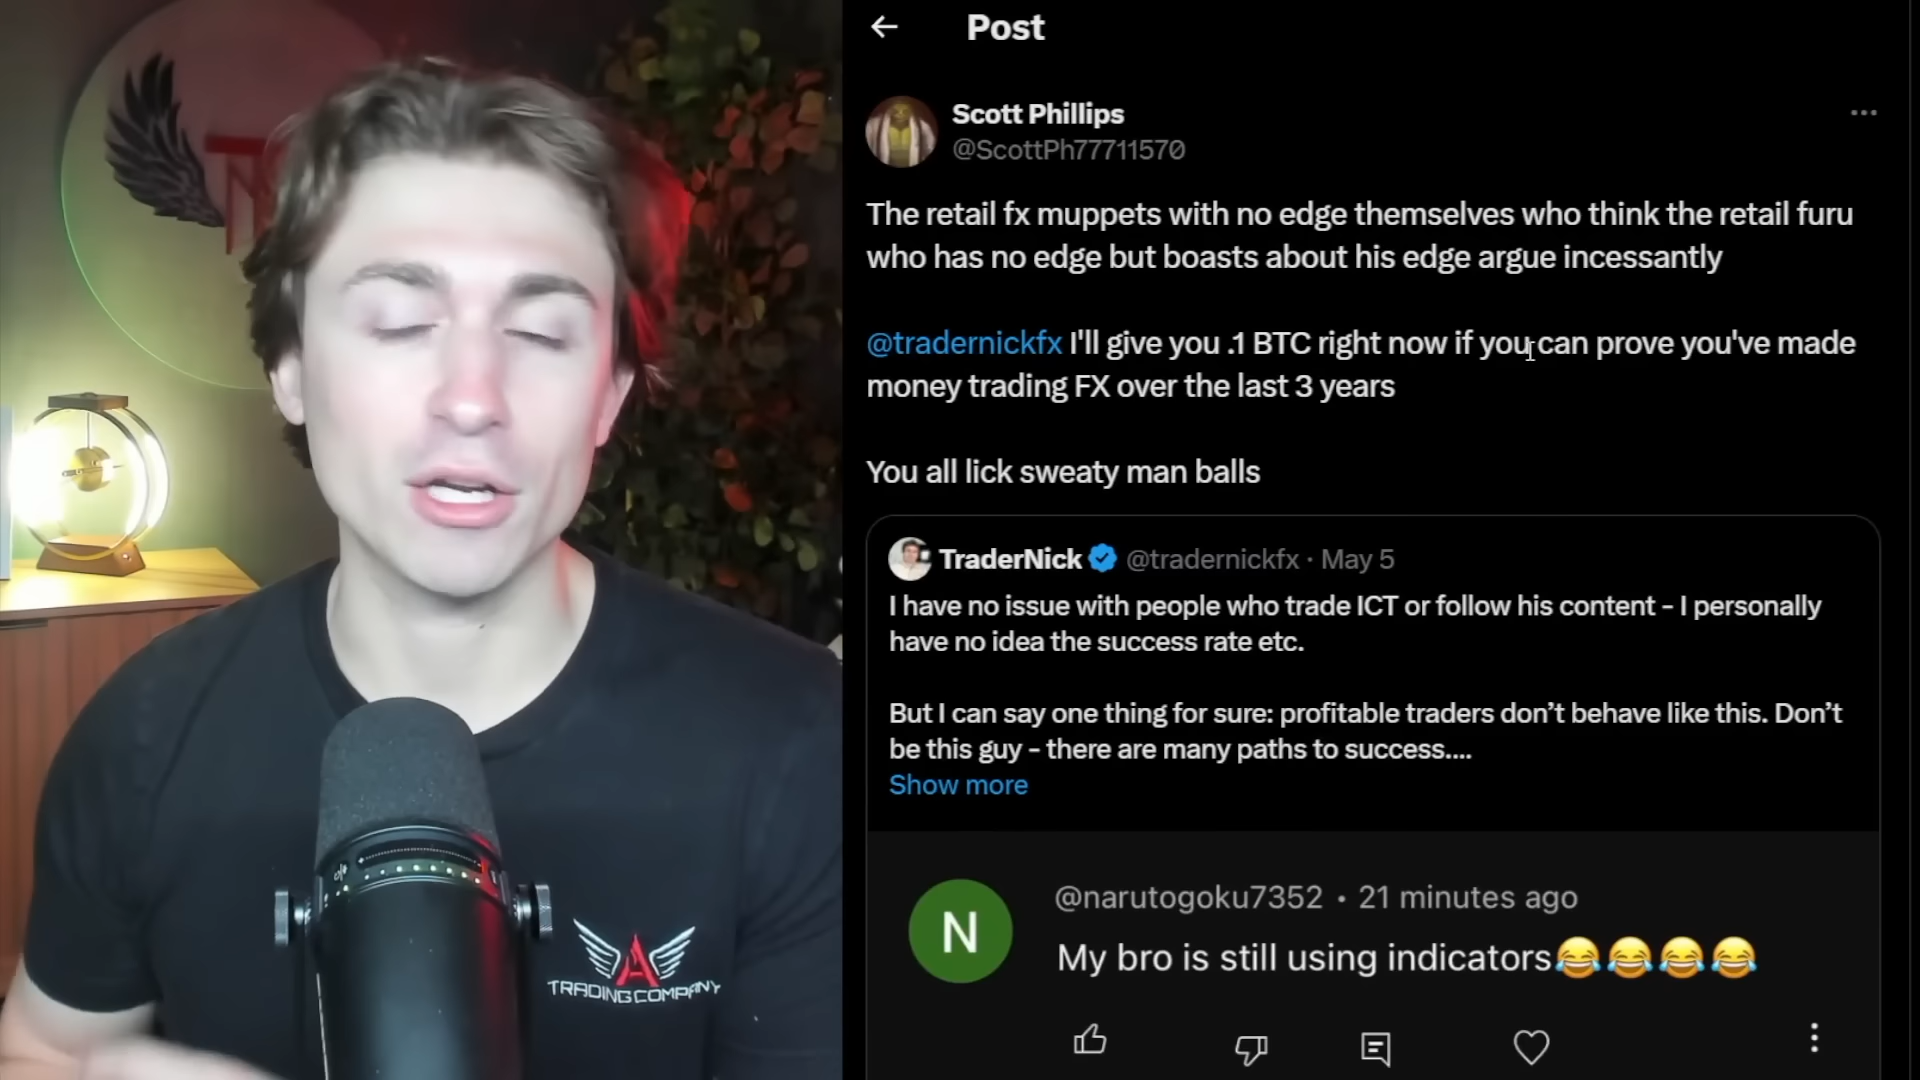 Post
Scott Phillips
@ScottPh77711570
The retail fx muppets with no edge themselves who think the retail furu
who has no edge but boasts about his edge argue incessantly
@tradernickfx I'll give you .1 BTC right now if you can prove you've made
money trading FX over the last 3 years
You all lick sweaty man balls
TraderNick @tradernickfx · May 5
I have no issue with people who trade ICT or follow his content - I personally
have no idea the success rate etc.
But I can say one thing for sure: profitable traders don’t behave like this. Don’t
be this guy - there are many paths to success....
Show more
N
@narutogoku7352 • 21 minutes ago
My bro is still using indicators😂😂😂😂
A
TRADING COMPANY